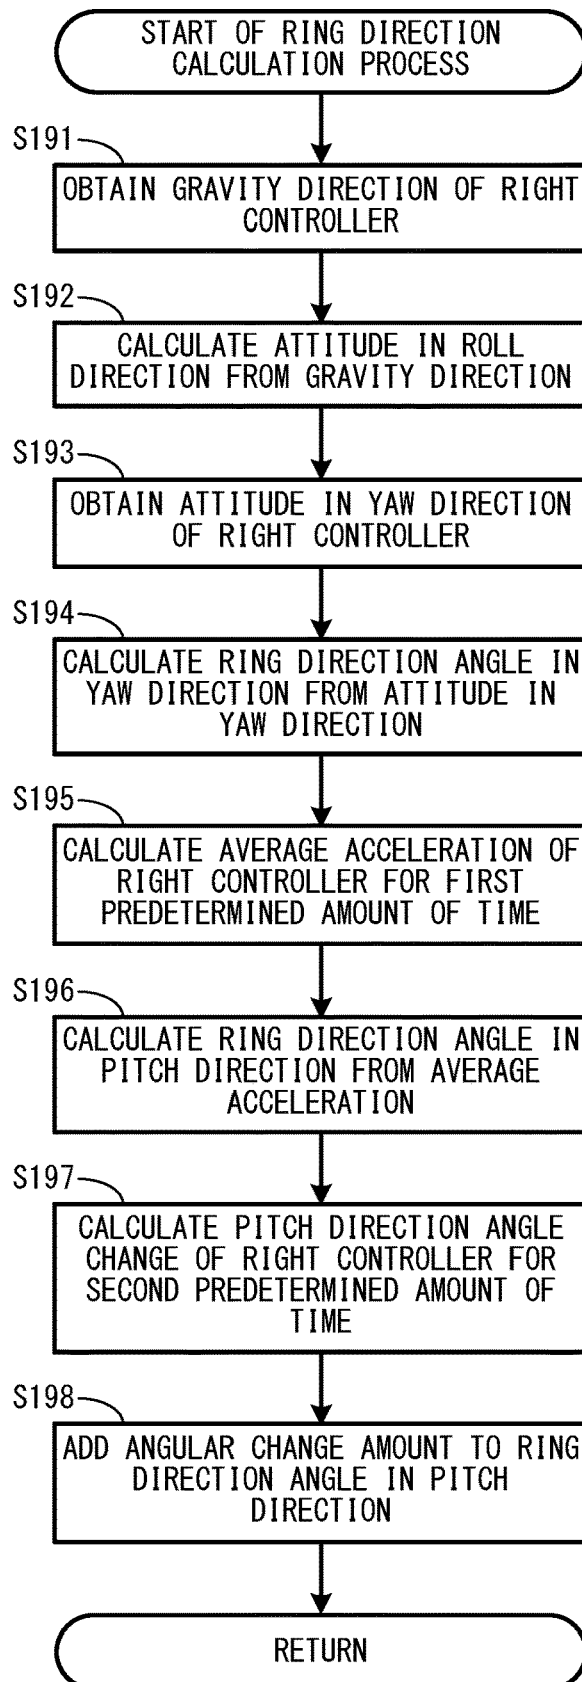 START OF RING DIRECTION
CALCULATION PROCESS
S191
OBTAIN GRAVITY DIRECTION OF RIGHT
CONTROLLER
S192
CALCULATE ATTITUDE IN ROLL
DIRECTION FROM GRAVITY DIRECTION
S193
OBTAIN ATTITUDE IN YAW DIRECTION
OF RIGHT CONTROLLER
S194
CALCULATE RING DIRECTION ANGLE IN
YAW DIRECTION FROM ATTITUDE IN
YAW DIRECTION
S195
CALCULATE AVERAGE ACCELERATION OF
RIGHT CONTROLLER FOR FIRST
PREDETERMINED AMOUNT OF TIME
S196
CALCULATE RING DIRECTION ANGLE IN
PITCH DIRECTION FROM AVERAGE
ACCELERATION
S197
CALCULATE PITCH DIRECTION ANGLE
CHANGE OF RIGHT CONTROLLER FOR
SECOND PREDETERMINED AMOUNT OF
TIME
S198
ADD ANGULAR CHANGE AMOUNT TO RING
DIRECTION ANGLE IN PITCH
DIRECTION
RETURN